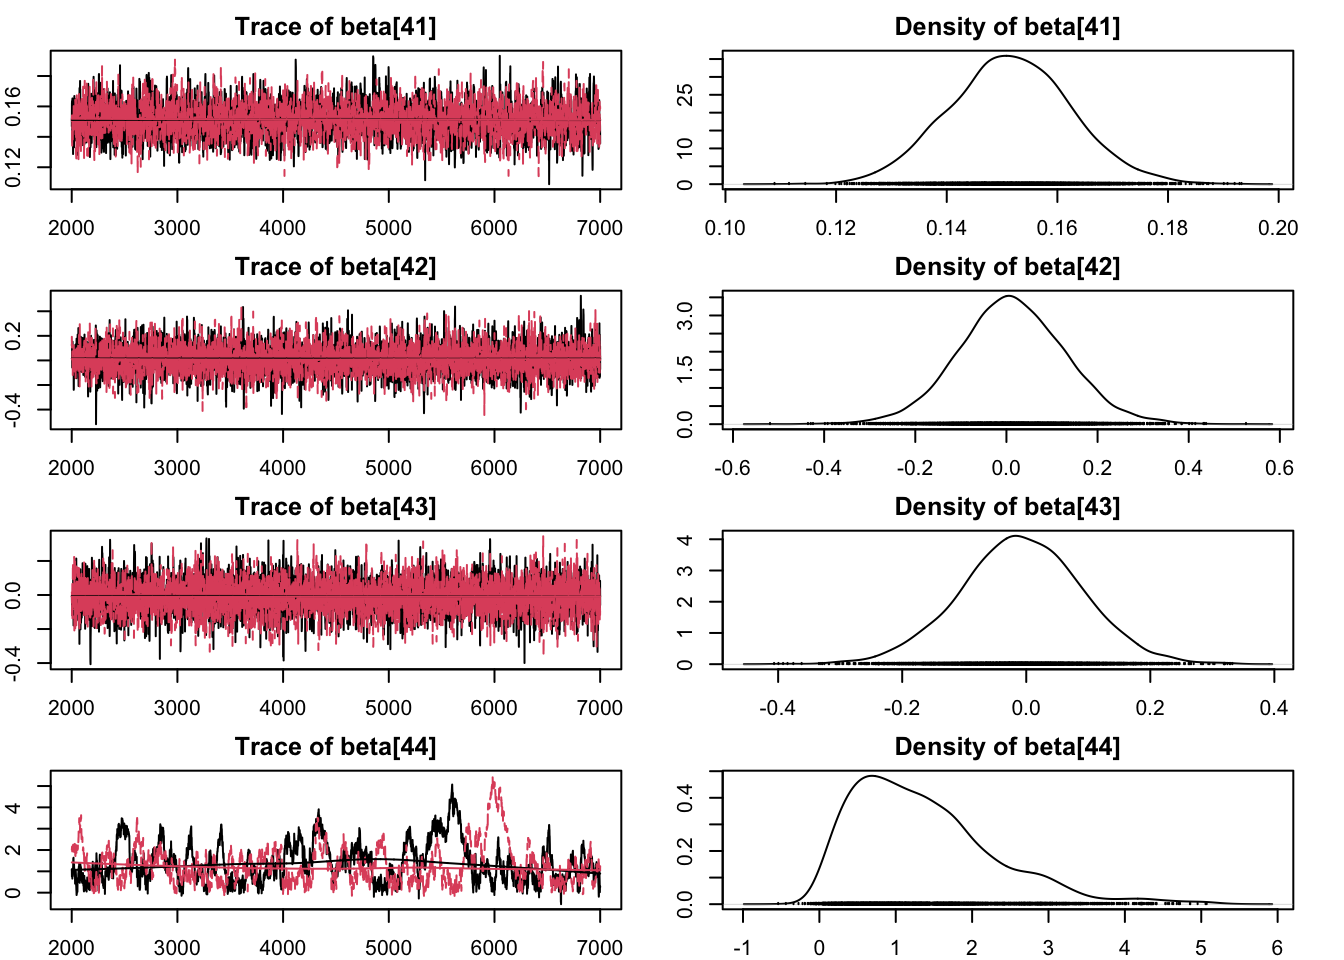 Trace of beta[41]
0.12 0.16
2000 3000 4000 5000 6000 7000
Density of beta[41]
0 10 25
0.10 0.12 0.14 0.16 0.18 0.20
Trace of beta[42]
-0.4 0.2
2000 3000 4000 5000 6000 7000
Density of beta[42]
0.0 1.5 3.0
-0.6 -0.4 -0.2 0.0 0.2 0.4 0.6
Trace of beta[43]
-0.4 0.0
2000 3000 4000 5000 6000 7000
Density of beta[43]
0 1 2 3 4
-0.4 -0.2 0.0 0.2 0.4
Trace of beta[44]
0 2 4
2000 3000 4000 5000 6000 7000
Density of beta[44]
0.0 0.2 0.4
-1 0 1 2 3 4 5 6